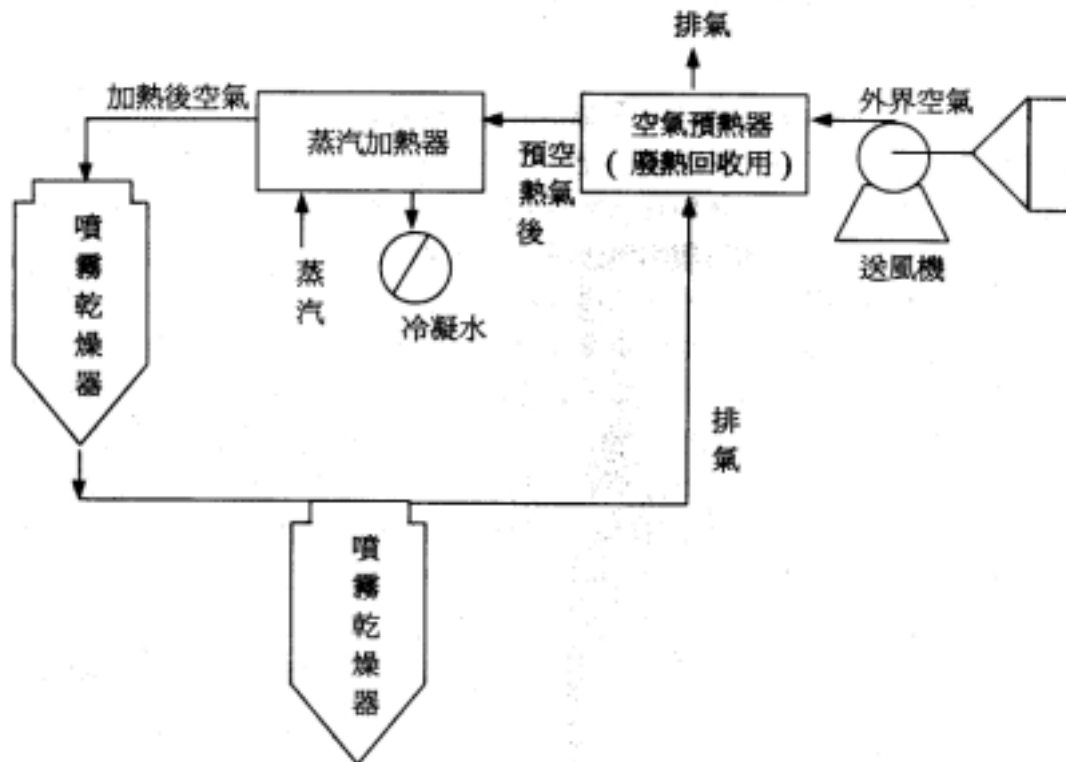 排氣
加熱後空氣
蒸汽加熱器
預空
熱氣
後
空氣預熱器
(廢熱回收用)
外界空氣
送風機
蒸汽
冷凝水
噴霧乾燥器
排氣
噴霧乾燥器